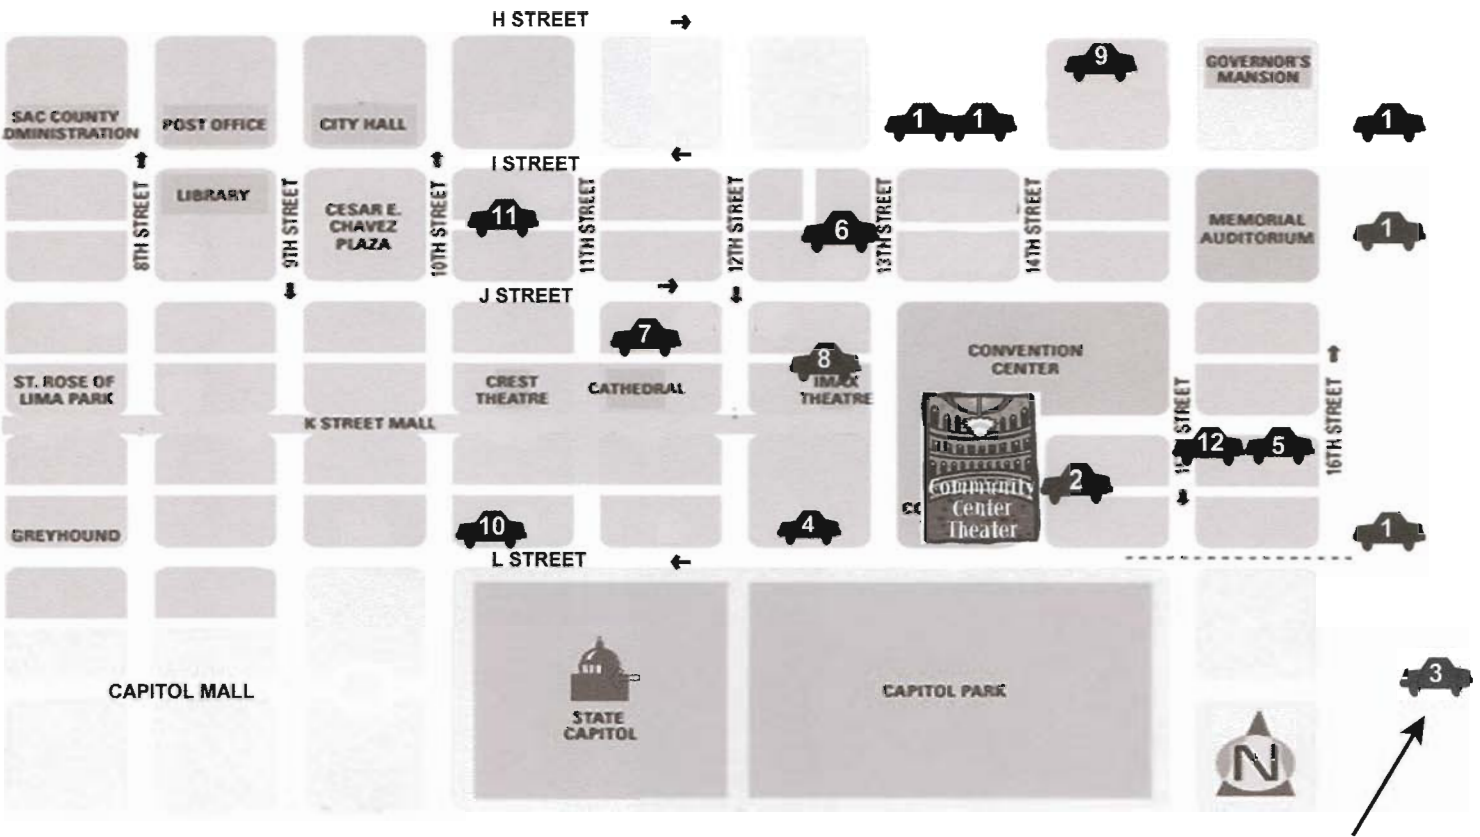 H STREET
9
GOVERNOR'S
MANSION
SAC COUNTY
DMINISTRATION
POST OFFICE
CITY HALL
1
1
1
I STREET
8TH STREET
LIBRARY
9TH STREET
CESAR E.
CHAVEZ
PLAZA
10TH STREET
11
11TH STREET
12TH STREET
6
13TH STREET
14TH STREET
MEMORIAL
AUDITORIUM
1
J STREET
7
8
CONVENTION
CENTER
ST. ROSE OF
LIMA PARK
CREST
THEATRE
CATHEDRAL
IMAX
THEATRE
K STREET MALL
STREET
12
5
16TH STREET
2
Community
Center
Theater
GREYHOUND
10
4
1
L STREET
CAPITOL MALL
STATE
CAPITOL
CAPITOL PARK
3
N